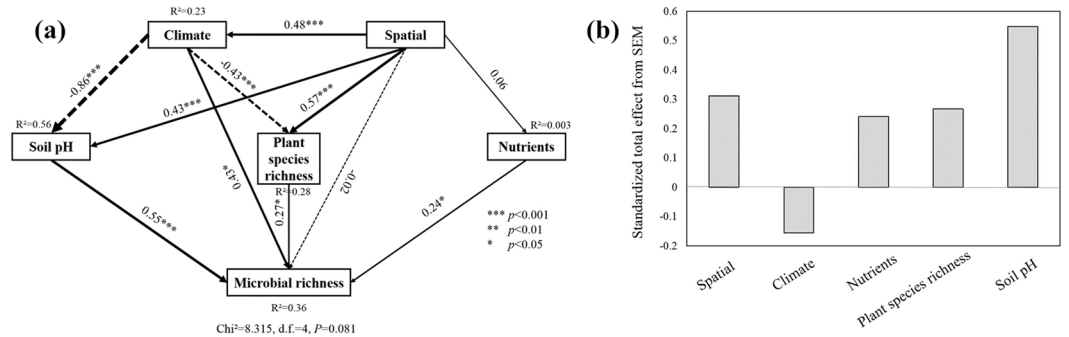 (a)
R²=0.23
Climate
0.48***
Spatial
-0.86***
-0.43***
0.57***
0.43***
0.06
R²=0.56
Soil pH
Plant
species
richness
R²=0.28
R²=0.003
Nutrients
0.43*
0.27*
-0.02
0.24*
0.55***
*** p<0.001
** p<0.01
* p<0.05
Microbial richness
R²=0.36
Chi²=8.315, d.f.=4, P=0.081
(b)
Standardized total effect from SEM
0.6
0.5
0.4
0.3
0.2
0.1
0
-0.1
-0.2
Spatial
Climate
Nutrients
Plant species richness
Soil pH